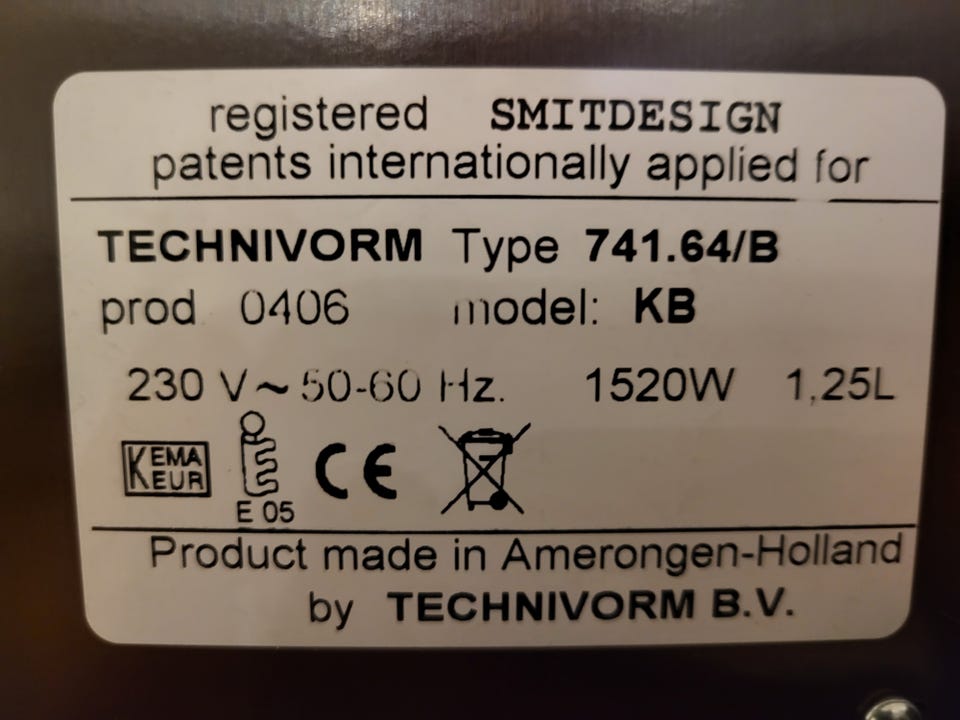 registered SMITDESIGN
patents internationally applied for
TECHNIVORM Type 741.64/B
prod 0406 model: KB
230 V~ 50-60 Hz. 1520W 1,25L
KEMA
KEUR
CE
E 05
Product made in Amerongen-Holland
by TECHNIVORM B.V.